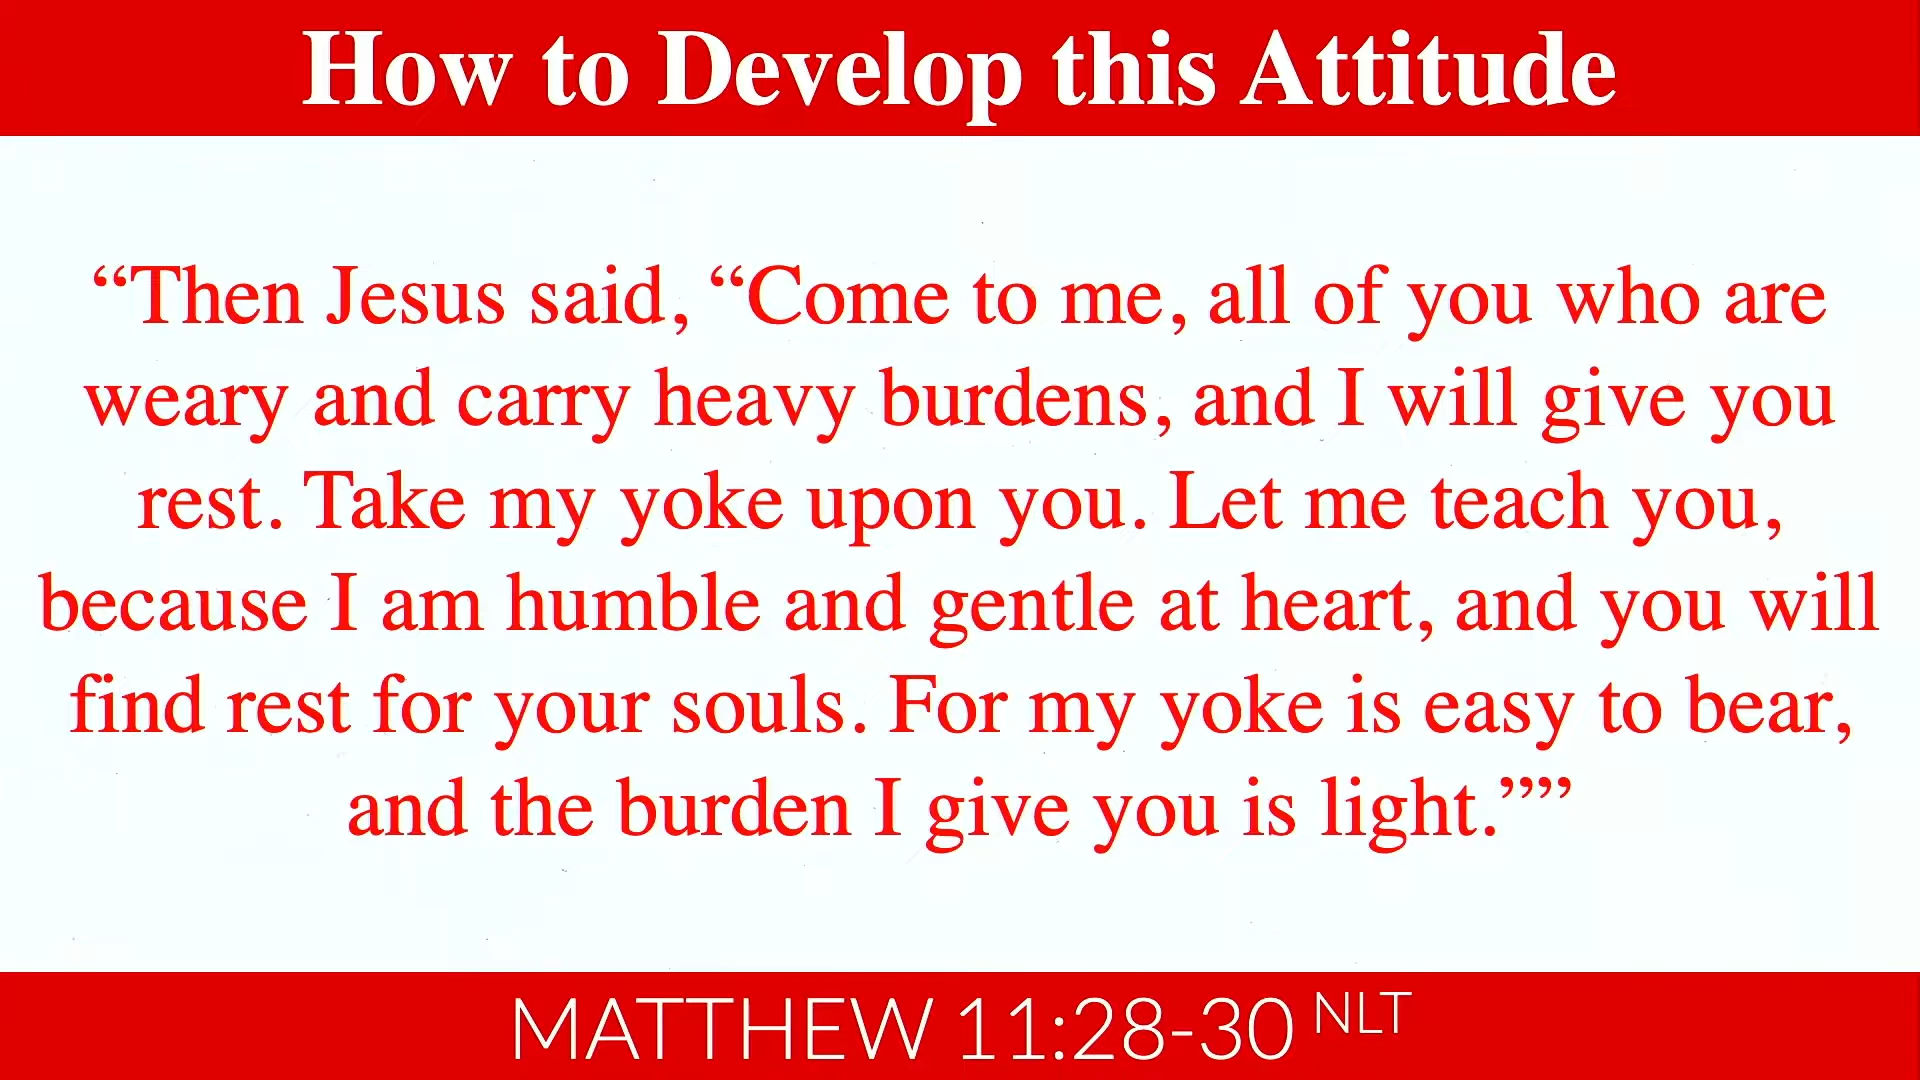 How to Develop this Attitude
“Then Jesus said, “Come to me, all of you who are
weary and carry heavy burdens, and I will give you
rest. Take my yoke upon you. Let me teach you,
because I am humble and gentle at heart, and you will
find rest for your souls. For my yoke is easy to bear,
and the burden I give you is light.””
MATTHEW 11:28-30 NLT